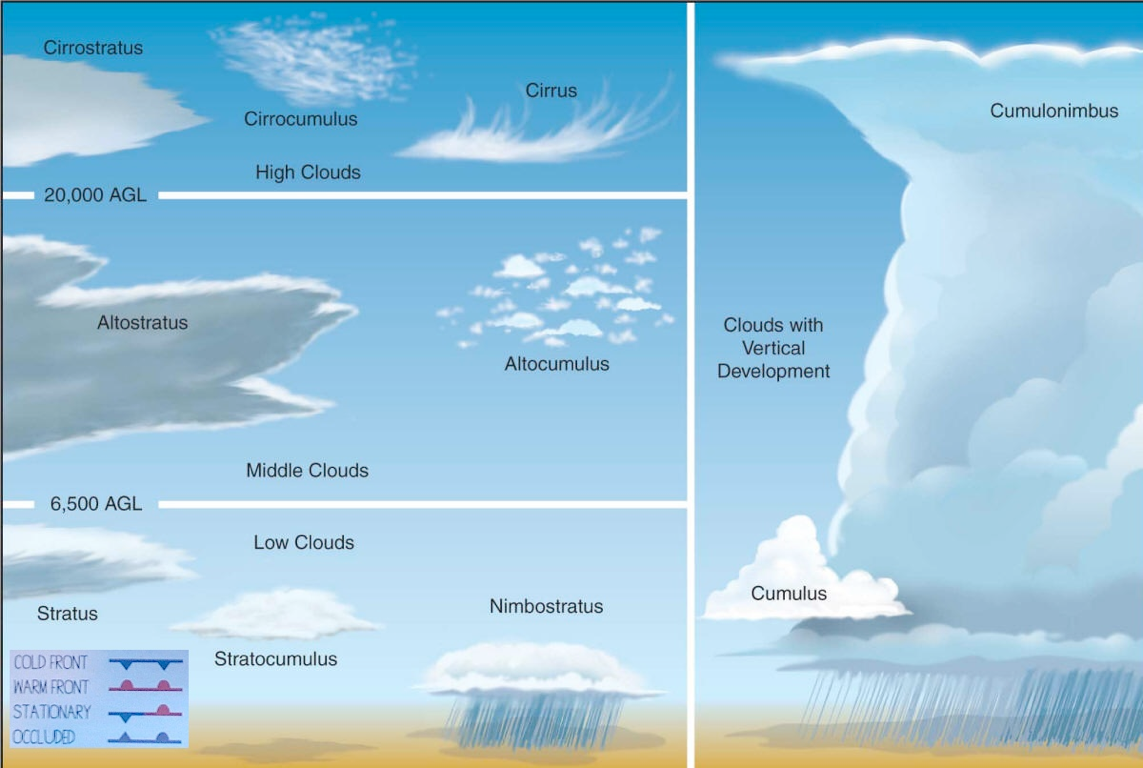 Cirrostratus
Cirrocumulus
Cirrus
High Clouds
20,000 AGL
Altostratus
Altocumulus
Middle Clouds
6,500 AGL
Low Clouds
Stratus
Stratocumulus
Nimbostratus
COLD FRONT
WARM FRONT
STATIONARY
OCCLUDED
Cumulonimbus
Clouds with
Vertical
Development
Cumulus